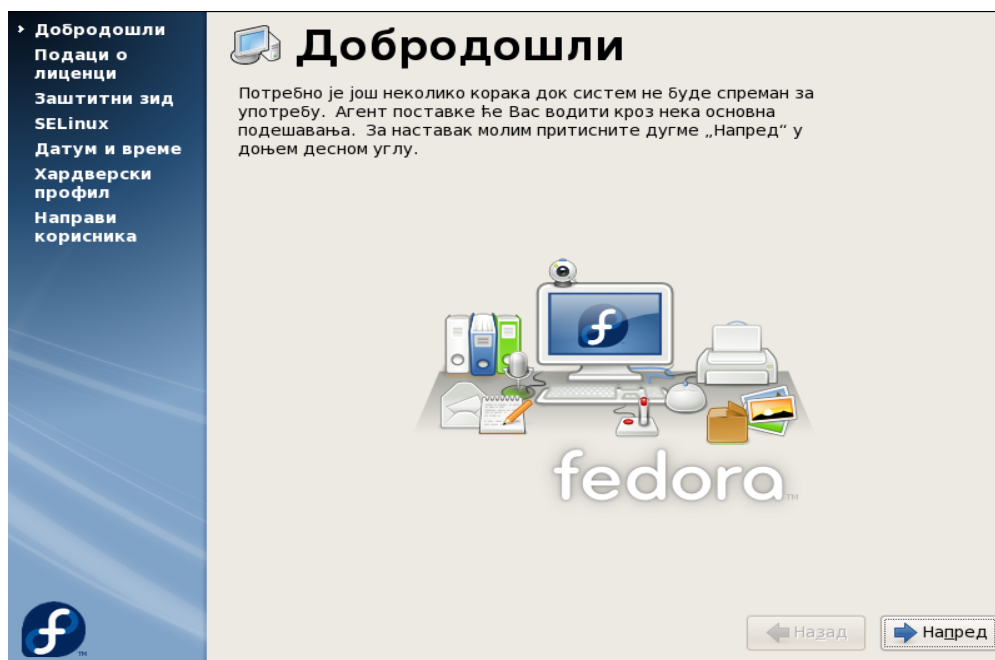 Добродошли
Подаци о
лиценци
Заштитни зид
SELinux
Датум и време
Хардверски
профил
Направи
корисника
Добродошли
Потребно је још неколико корака док систем не буде спреман за
употребу. Агент поставке ће Вас водити кроз нека основна
подешавања. За наставак молим притисните дугме „Напред“ у
доњем десном углу.
fedora™
Назад
Напред